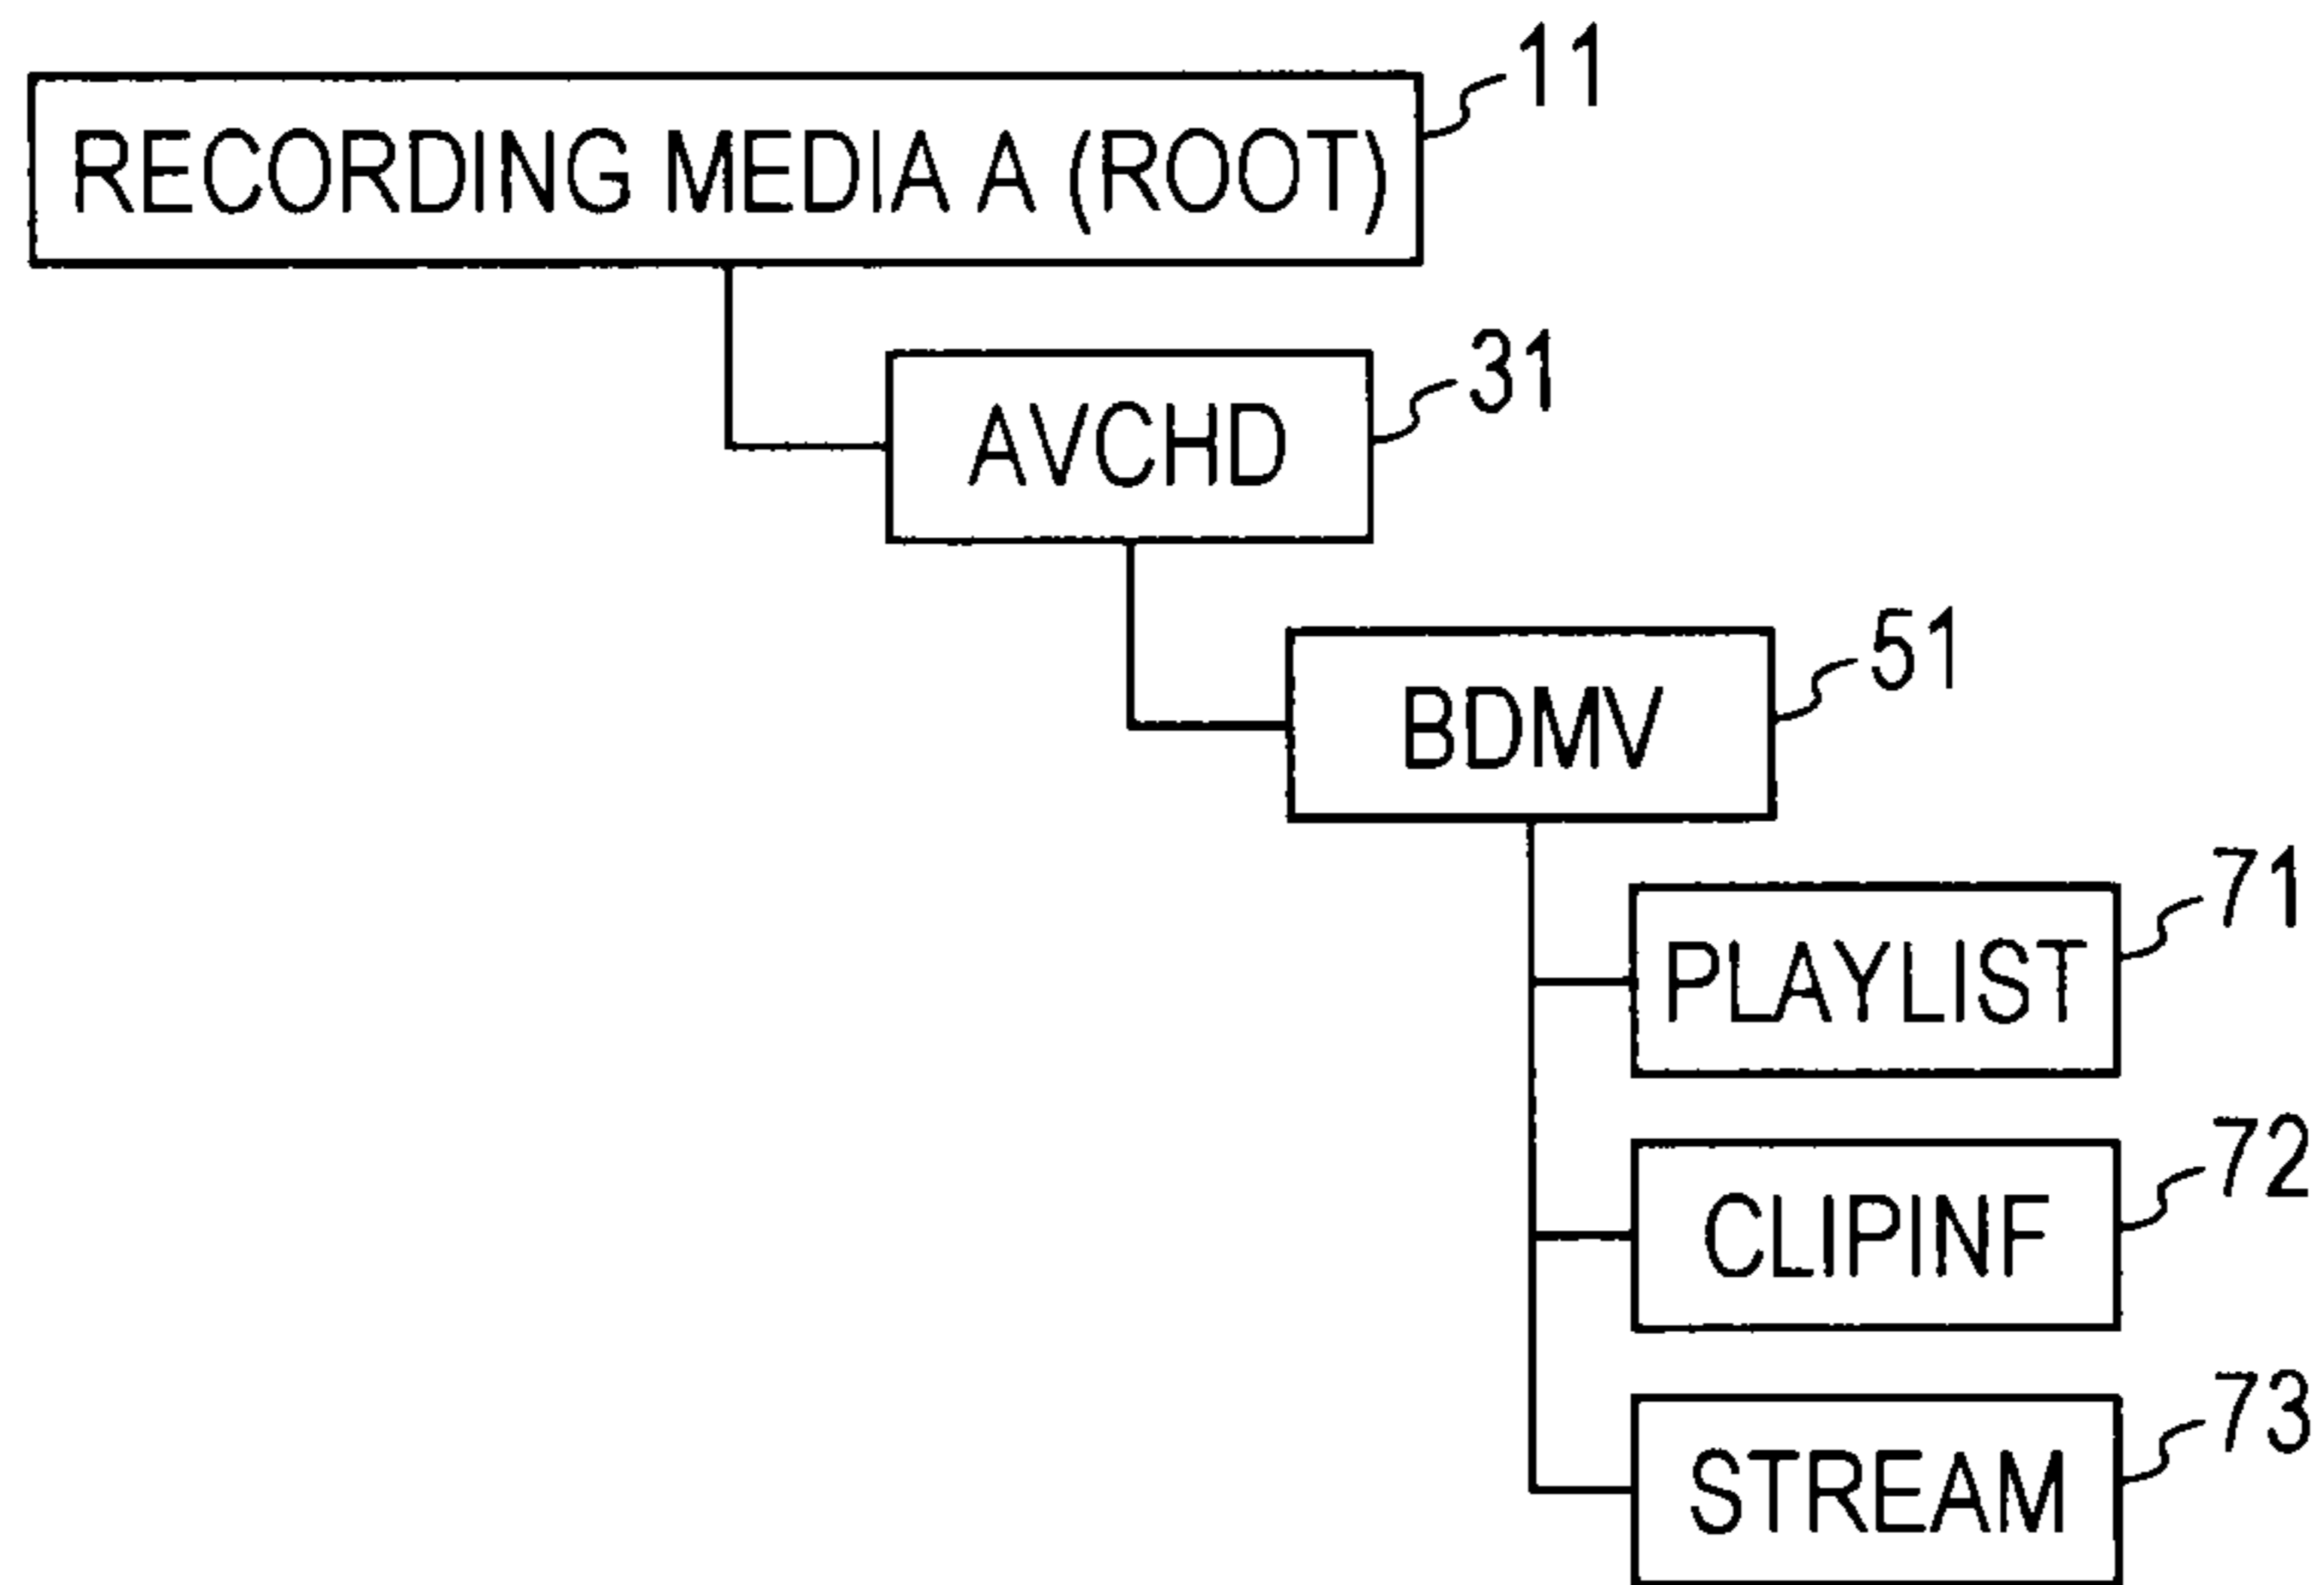 11
RECORDING MEDIA A (ROOT)
31
AVCHD
51
BDMV
71
PLAYLIST
72
CLIPINF
73
STREAM